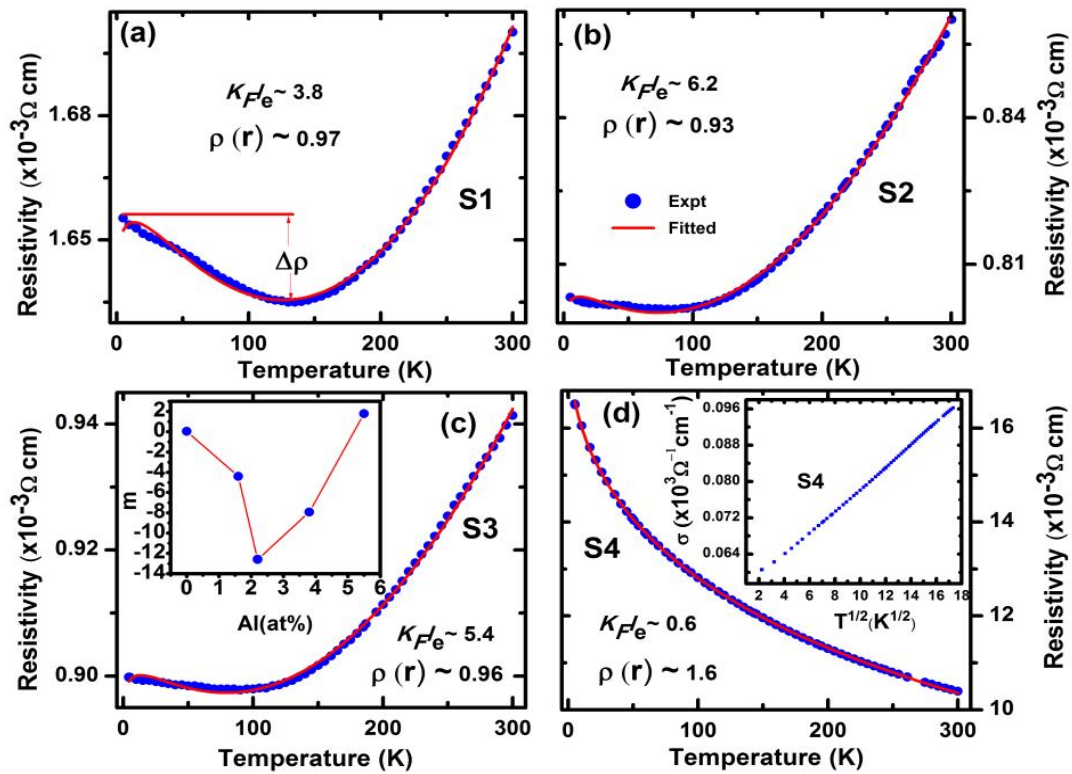 (a)
K_F l_e ~ 3.8
ρ (r) ~ 0.97
S1
Δρ
1.68
1.65
Resistivity (x10⁻³Ω cm)
0 100 200 300
Temperature (K)
(b)
K_F l_e ~ 6.2
ρ (r) ~ 0.93
S2
Expt
Fitted
0.84
0.81
Resistivity (x10⁻³Ω cm)
0 100 200 300
Temperature (K)
(c)
S3
K_F l_e ~ 5.4
ρ (r) ~ 0.96
0.94
0.92
0.90
Resistivity (x10⁻³Ω cm)
0 100 200 300
Temperature (K)
2
0
-2
-4
-6
-8
-10
-12
-14
m
0 1 2 3 4 5 6
Al(at%)
(d)
S4
K_F l_e ~ 0.6
ρ (r) ~ 1.6
16
14
12
10
Resistivity (x10⁻³Ω cm)
0 100 200 300
Temperature (K)
0.096
0.088
0.080
0.072
0.064
σ (x10³Ω⁻¹cm⁻¹)
S4
2 4 6 8 10 12 14 16 18
T^1/2(K^1/2)